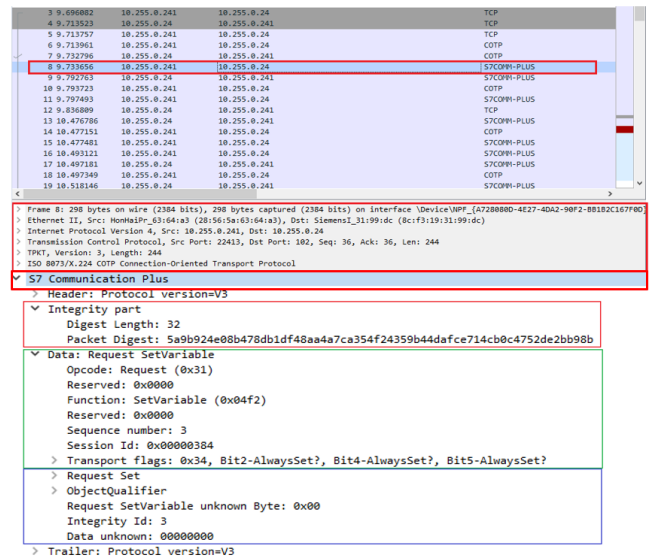 3 9.696082 10.255.0.241 10.255.0.24 TCP
4 9.713523 10.255.0.24 10.255.0.241 TCP
5 9.713757 10.255.0.241 10.255.0.24 TCP
6 9.713961 10.255.0.241 10.255.0.24 COTP
7 9.732796 10.255.0.24 10.255.0.241 COTP
8 9.733656 10.255.0.241 10.255.0.24 S7COMM-PLUS
9 9.792763 10.255.0.24 10.255.0.241 S7COMM-PLUS
10 9.793723 10.255.0.241 10.255.0.24 COTP
11 9.797493 10.255.0.241 10.255.0.24 S7COMM-PLUS
12 9.836809 10.255.0.24 10.255.0.241 TCP
13 10.476786 10.255.0.24 10.255.0.241 S7COMM-PLUS
14 10.477151 10.255.0.241 10.255.0.24 COTP
15 10.477481 10.255.0.241 10.255.0.24 S7COMM-PLUS
16 10.493121 10.255.0.24 10.255.0.241 S7COMM-PLUS
17 10.497181 10.255.0.241 10.255.0.24 S7COMM-PLUS
18 10.497349 10.255.0.241 10.255.0.24 COTP
19 10.518146 10.255.0.24 10.255.0.241 S7COMM-PLUS
Frame 8: 298 bytes on wire (2384 bits), 298 bytes captured (2384 bits) on interface \Device\NPF_{A728080D-4E27-4DA2-90F2-BB1B2C167F0D}
Ethernet II, Src: HonHaiPr_63:64:a3 (28:56:5a:63:64:a3), Dst: SiemensI_31:99:dc (8c:f3:19:31:99:dc)
Internet Protocol Version 4, Src: 10.255.0.241, Dst: 10.255.0.24
Transmission Control Protocol, Src Port: 22413, Dst Port: 102, Seq: 36, Ack: 36, Len: 244
TPKT, Version: 3, Length: 244
ISO 8073/X.224 COTP Connection-Oriented Transport Protocol
S7 Communication Plus
Header: Protocol version=V3
Integrity part
Digest Length: 32
Packet Digest: 5a9b924e08b478db1df48aa4a7ca354f24359b44dafce714cb0c4752de2bb98b
Data: Request SetVariable
Opcode: Request (0x31)
Reserved: 0x0000
Function: SetVariable (0x04f2)
Reserved: 0x0000
Sequence number: 3
Session Id: 0x00000384
Transport flags: 0x34, Bit2-AlwaysSet?, Bit4-AlwaysSet?, Bit5-AlwaysSet?
Request Set
ObjectQualifier
Request SetVariable unknown Byte: 0x00
Integrity Id: 3
Data unknown: 00000000
Trailer: Protocol version=V3